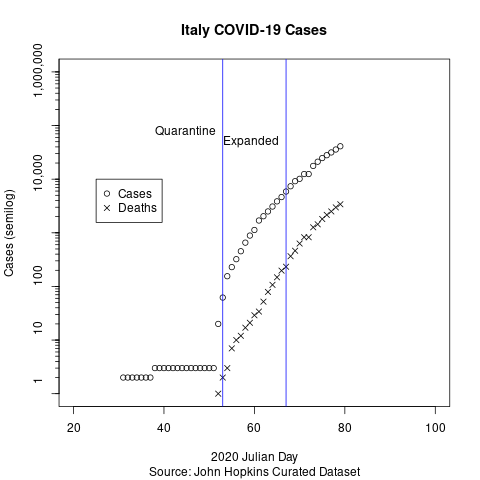 Italy COVID-19 Cases
1,000,000
10,000
100
10
1
Cases (semilog)
Quarantine
Expanded
Cases
Deaths
20 40 60 80 100
2020 Julian Day
Source: John Hopkins Curated Dataset